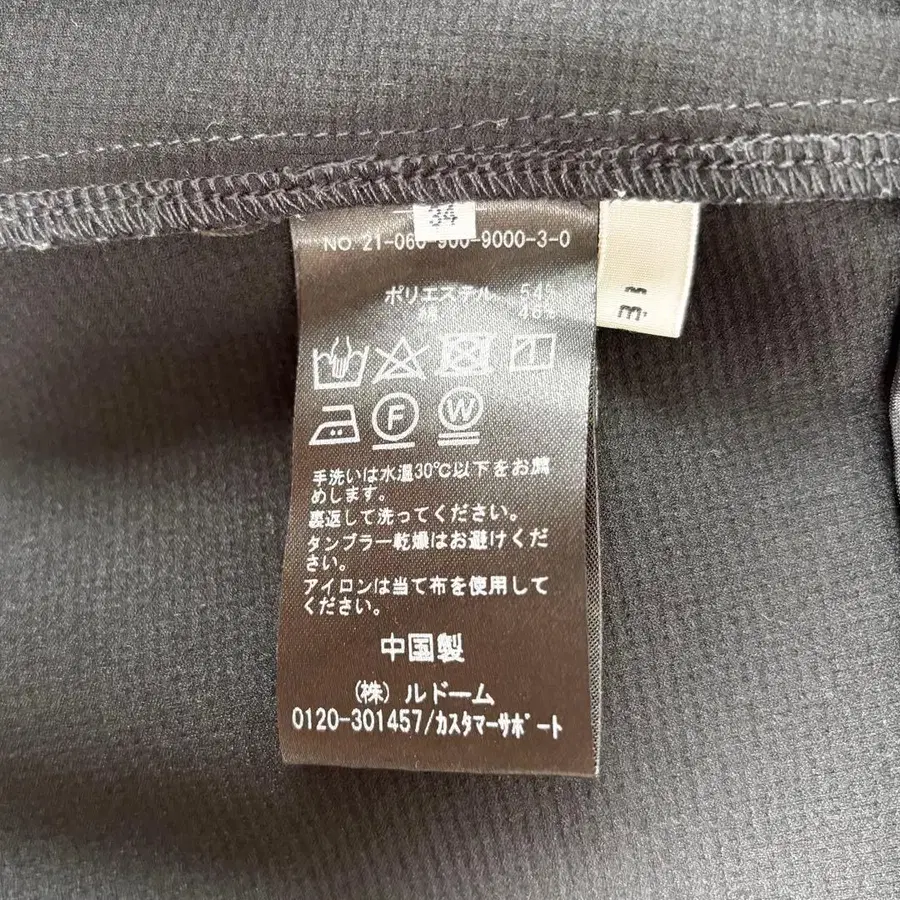 34
NO. 21-060-900-9000-3-0
ポリエステル 54%
綿 46%
F
W
手洗いは水温30℃以下をお薦
めします。
裏返して洗ってください。
タンブラー乾燥はお避けくだ
さい。
アイロンは当て布を使用して
ください。
中国製
(株) ルドーム
0120-301457/カスタマーサポート